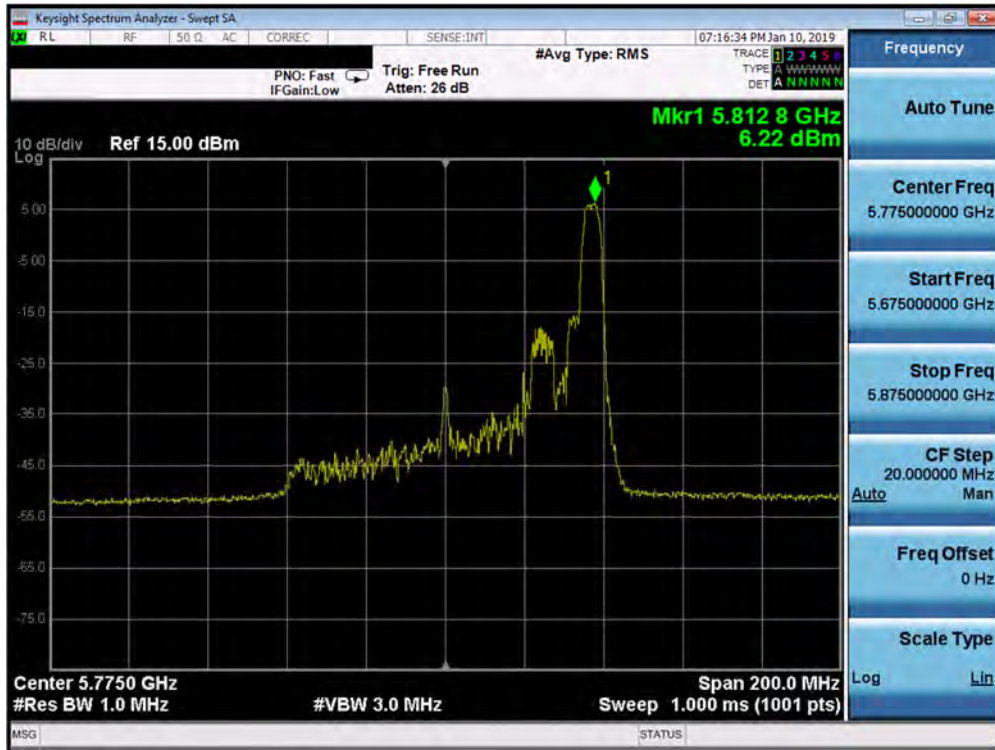 Keysight Spectrum Analyzer - Swept SA
LXI RL RF 50 Ω AC CORREC SENSE:INT 07:16:34 PM Jan 10, 2019
PNO: Fast
IFGain:Low
Trig: Free Run
Atten: 26 dB
#Avg Type: RMS
TRACE 1 2 3 4 5 6
TYPE A WWWWW
DET A N N N N N
Mkr1 5.812 8 GHz
6.22 dBm
10 dB/div Ref 15.00 dBm
Log
1
5.00
-5.00
-15.0
-25.0
-35.0
-45.0
-55.0
-65.0
-75.0
Center 5.7750 GHz Span 200.0 MHz
#Res BW 1.0 MHz #VBW 3.0 MHz Sweep 1.000 ms (1001 pts)
MSG STATUS
Frequency
Auto Tune
Center Freq
5.775000000 GHz
Start Freq
5.675000000 GHz
Stop Freq
5.875000000 GHz
CF Step
20.000000 MHz
Auto Man
Freq Offset
0 Hz
Scale Type
Log Lin